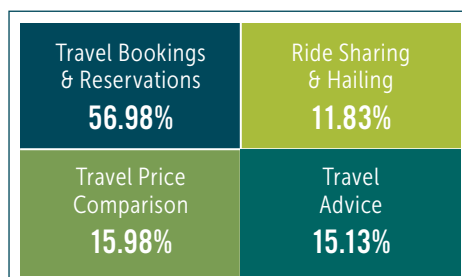 Travel Bookings
& Reservations
56.98%
Ride Sharing
& Hailing
11.83%
Travel Price
Comparison
15.98%
Travel
Advice
15.13%